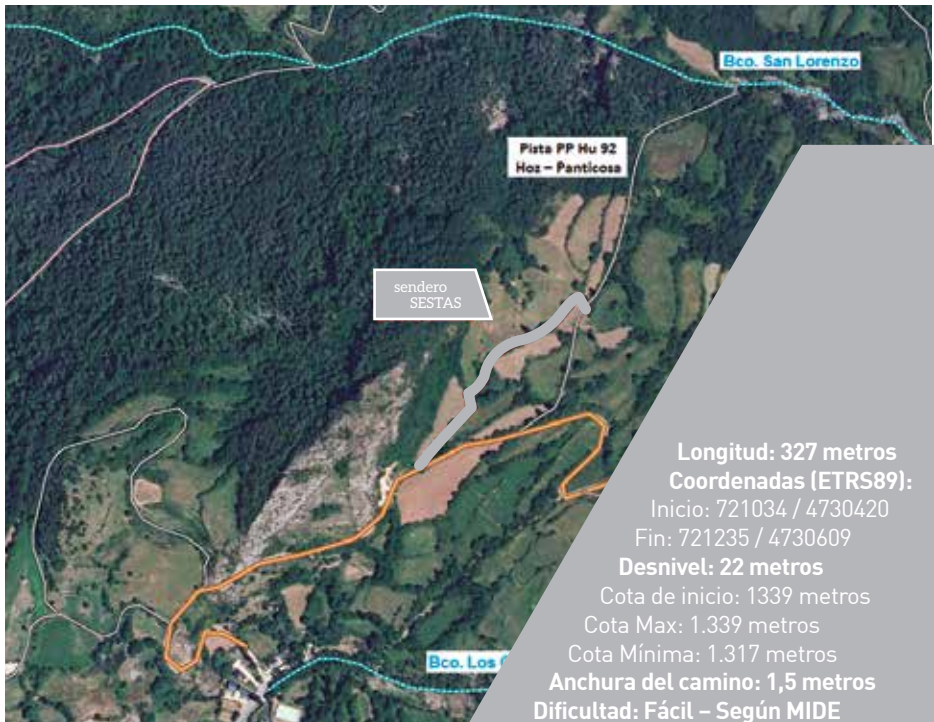 Bco. San Lorenzo
Pista PP Hu 92
Hoz – Panticosa
sendero
SESTAS
Longitud: 327 metros
Coordenadas (ETRS89):
Inicio: 721034 / 4730420
Fin: 721235 / 4730609
Desnivel: 22 metros
Cota de inicio: 1339 metros
Cota Max: 1.339 metros
Cota Mínima: 1.317 metros
Bco. Los
Anchura del camino: 1,5 metros
Dificultad: Fácil – Según MIDE